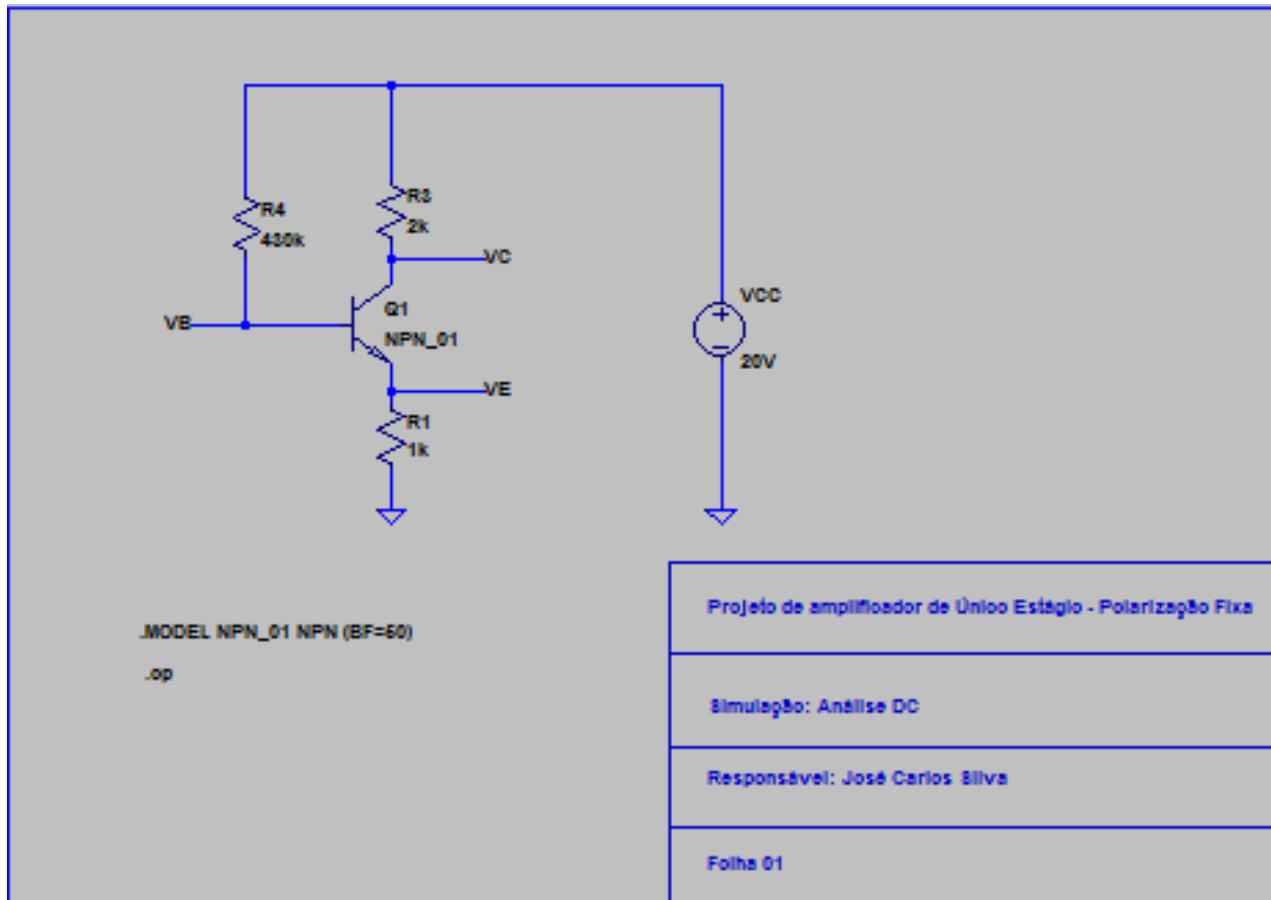 R4
430k
R3
2k
VC
VB
Q1
NPN_01
VE
R1
1k
VCC
20V
.MODEL NPN_01 NPN (BF=50)
.op
Projeto de amplificador de Único Estágio - Polarização Fixa
Simulação: Análise DC
Responsável: José Carlos Silva
Folha 01